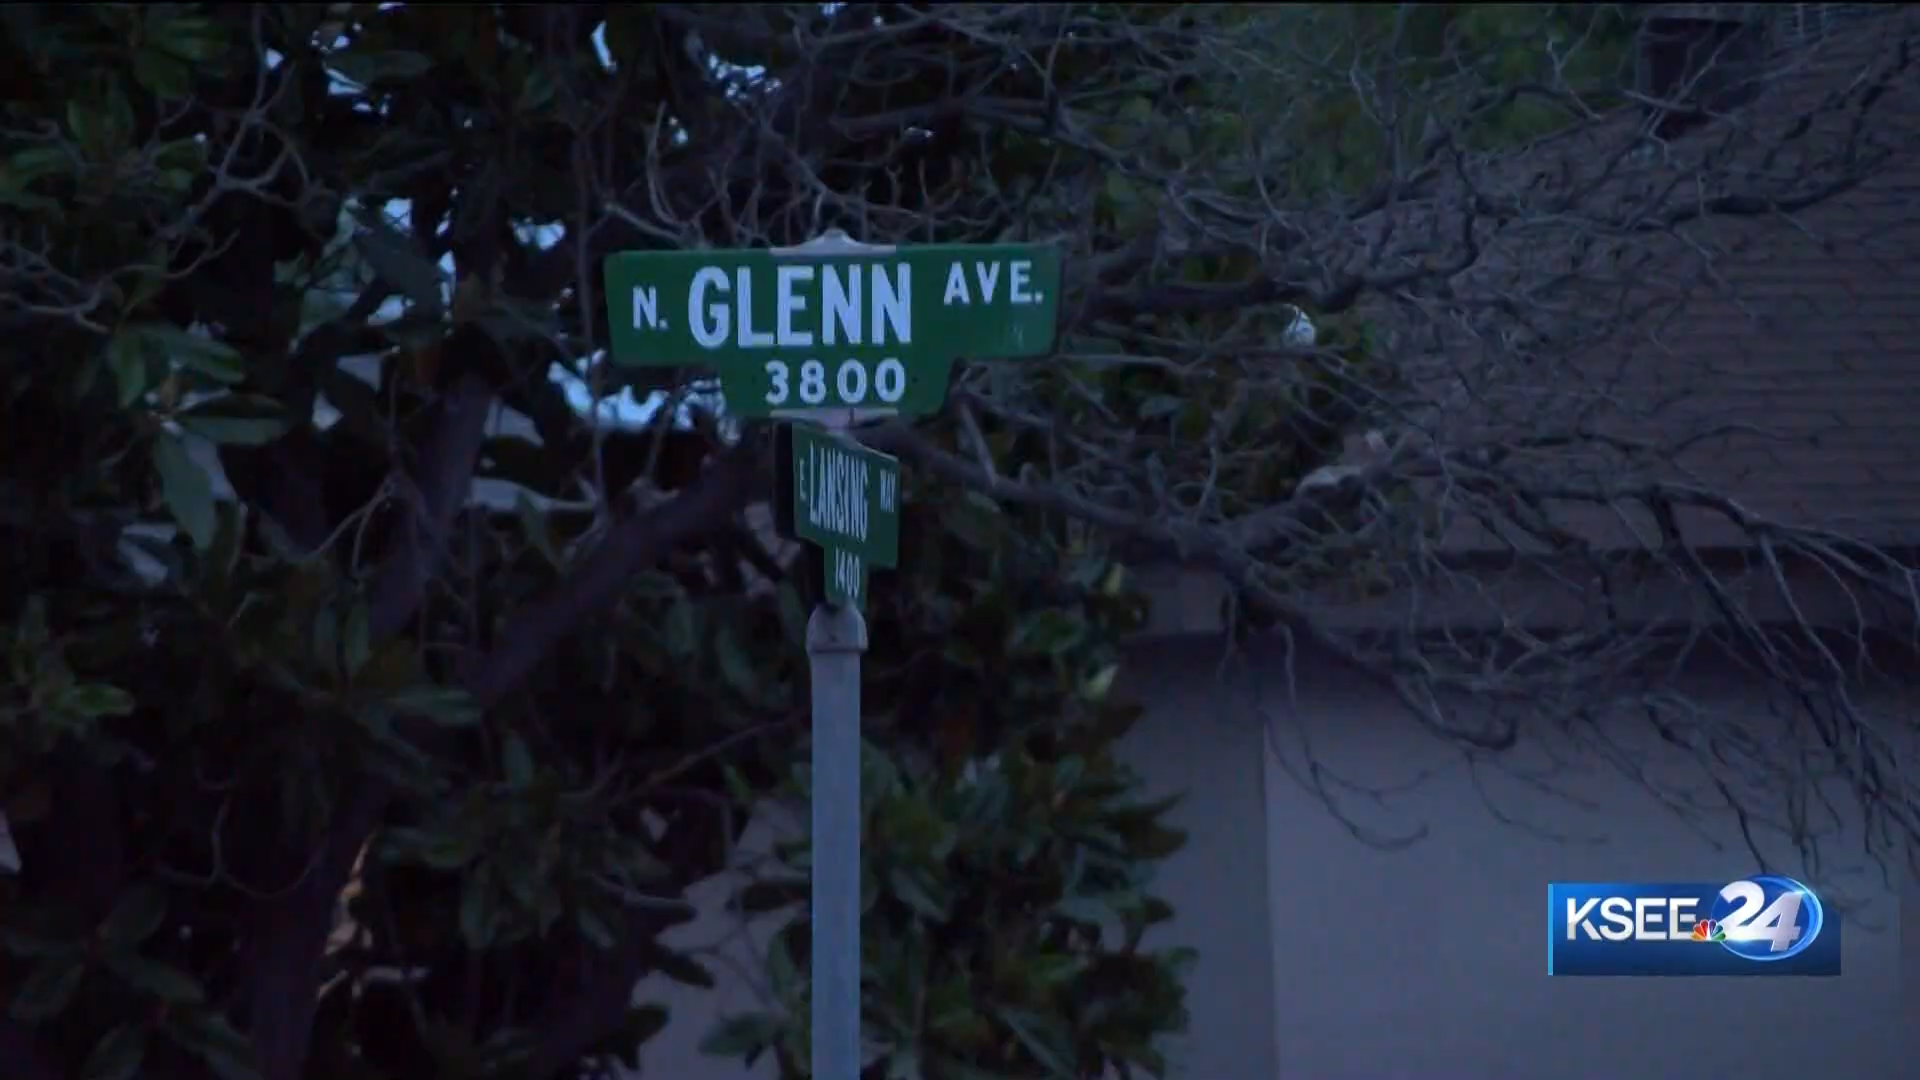 N. GLENN AVE.
3800
E LANSING WAY
1400
KSEE 24